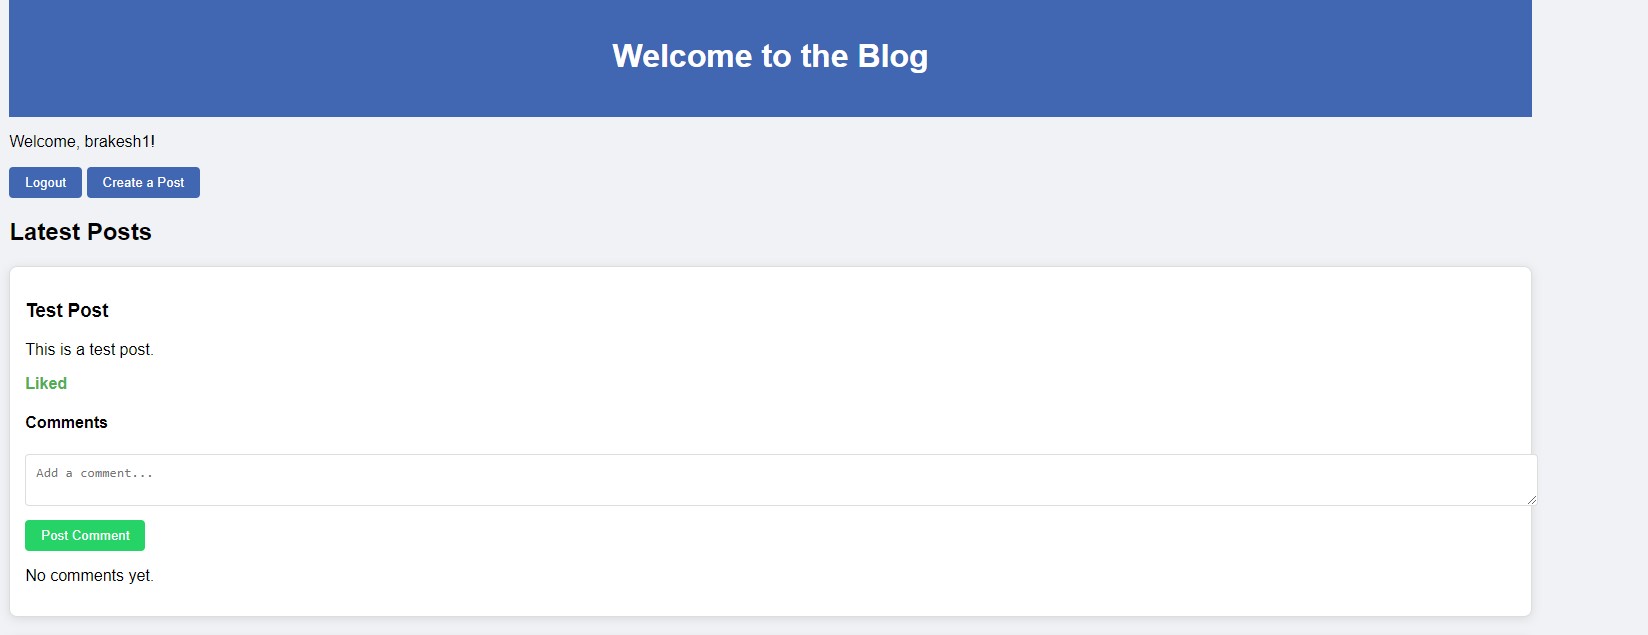 Welcome to the Blog
Welcome, brakesh1!
Logout Create a Post
Latest Posts
Test Post
This is a test post.
Liked
Comments
Add a comment...
Post Comment
No comments yet.